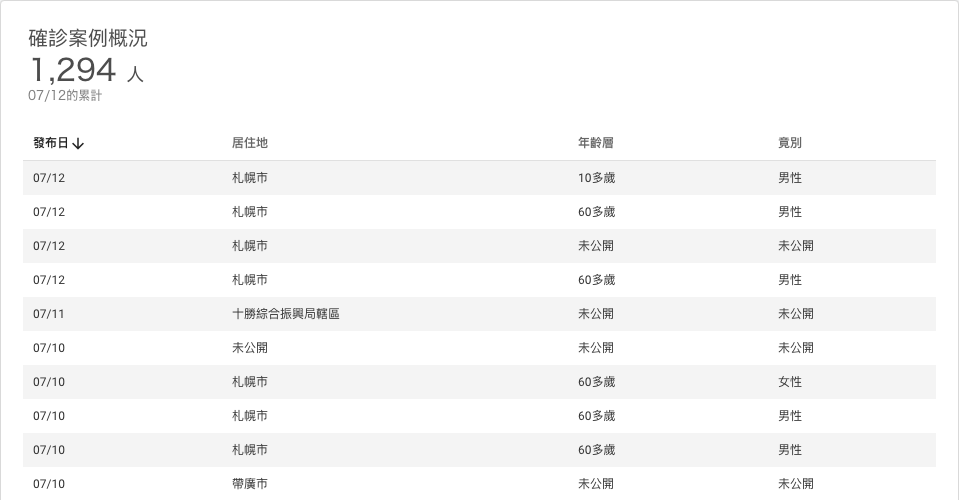 確診案例概況
1,294 人
07/12的累計
發布日↓ 居住地 年齡層 竟別
07/12 札幌市 10多歲 男性
07/12 札幌市 60多歲 男性
07/12 札幌市 未公開 未公開
07/12 札幌市 60多歲 男性
07/11 十勝綜合振興局轄區 未公開 未公開
07/10 未公開 未公開 未公開
07/10 札幌市 60多歲 女性
07/10 札幌市 60多歲 男性
07/10 札幌市 60多歲 男性
07/10 帶廣市 未公開 未公開